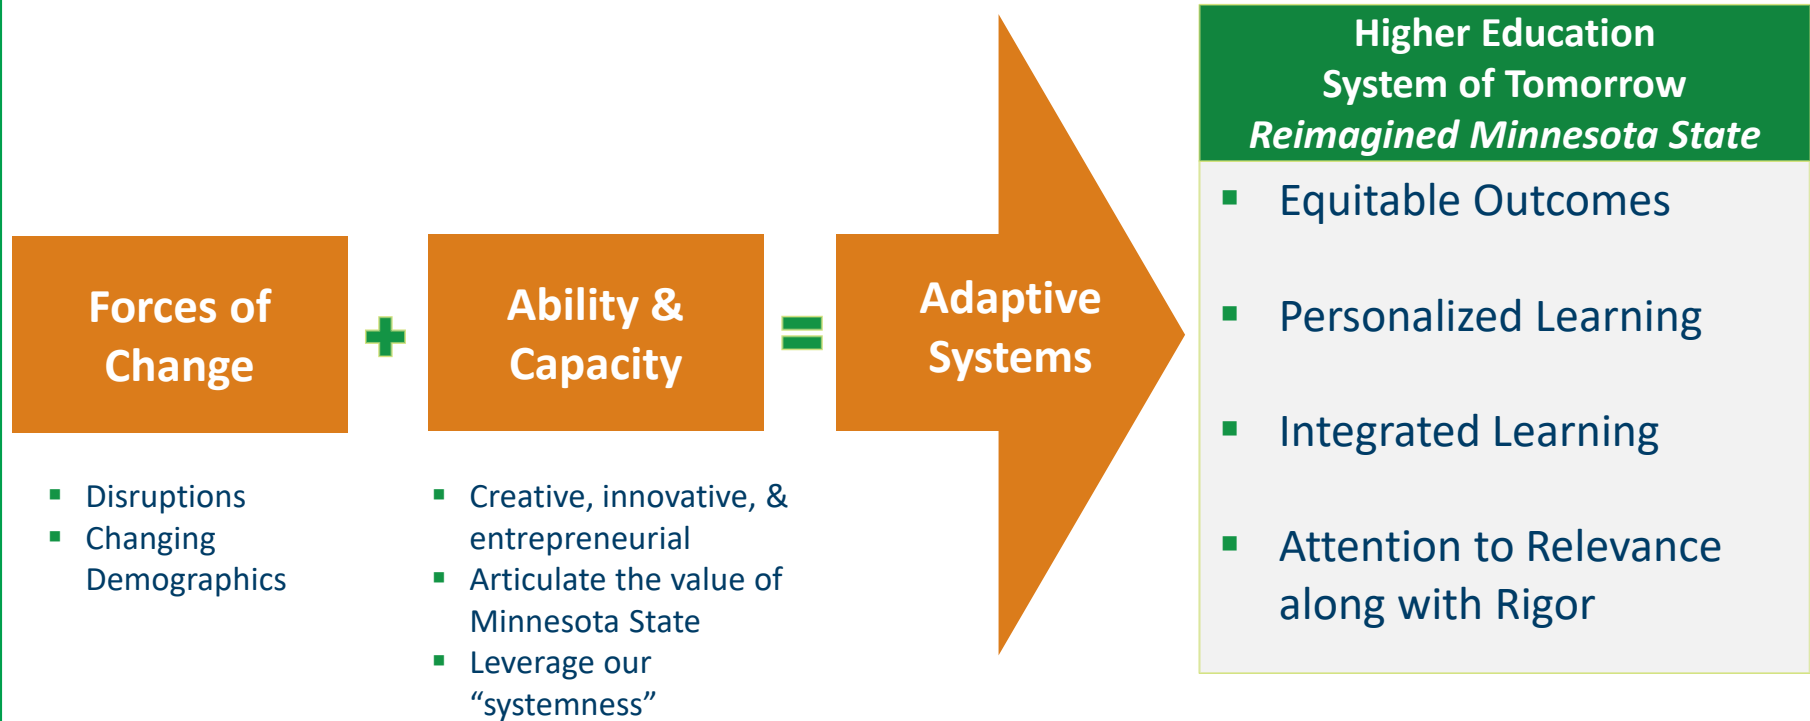 Forces of
Change
Disruptions
Changing
Demographics
Ability &
Capacity
Creative, innovative, &
entrepreneurial
Articulate the value of
Minnesota State
Leverage our
“systemness”
Adaptive
Systems
Higher Education
System of Tomorrow
Reimagined Minnesota State
Equitable Outcomes
Personalized Learning
Integrated Learning
Attention to Relevance
along with Rigor